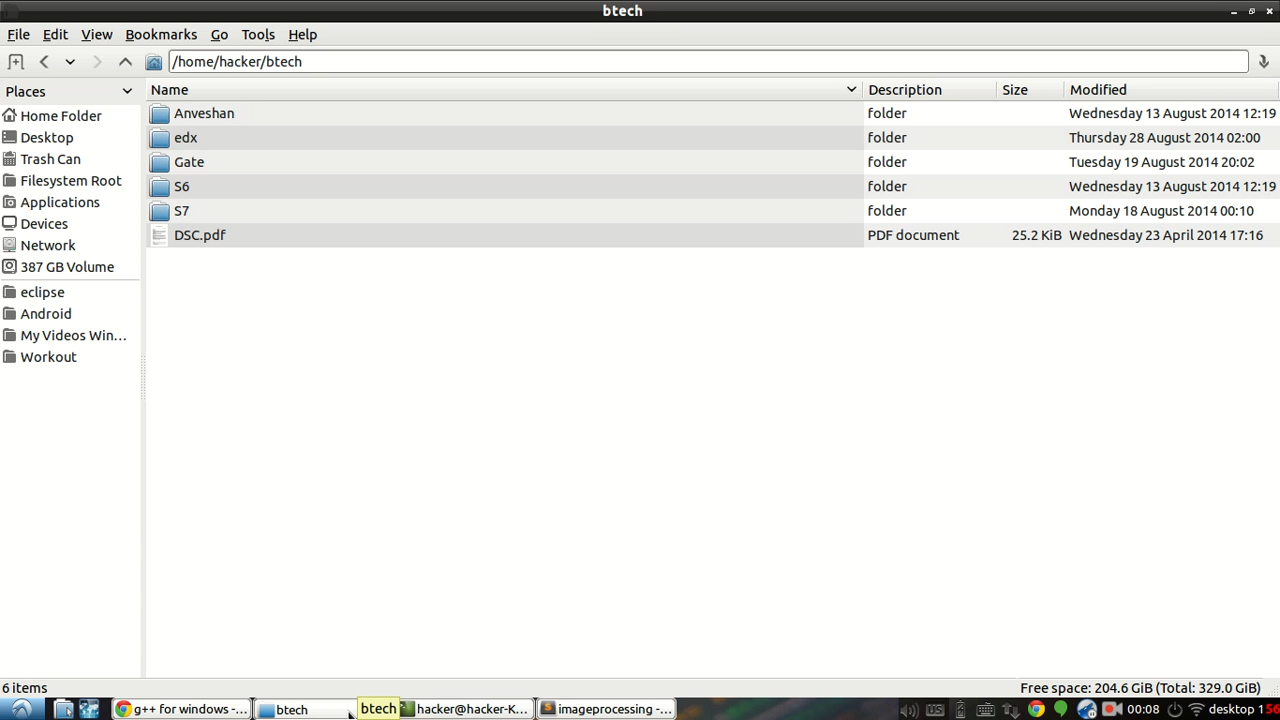 btech
File Edit View Bookmarks Go Tools Help
/home/hacker/btech
Places
Name Description Size Modified
Home Folder
Desktop
Trash Can
Filesystem Root
Applications
Devices
Network
387 GB Volume
eclipse
Android
My Videos Win...
Workout
Anveshan folder Wednesday 13 August 2014 12:19
edx folder Thursday 28 August 2014 02:00
Gate folder Tuesday 19 August 2014 20:02
S6 folder Wednesday 13 August 2014 12:19
S7 folder Monday 18 August 2014 00:10
DSC.pdf PDF document 25.2 KiB Wednesday 23 April 2014 17:16
6 items Free space: 204.6 GiB (Total: 329.0 GiB)
g++ for windows -... btech btech hacker@hacker-K... imageprocessing -... US 00:08 desktop 1 56